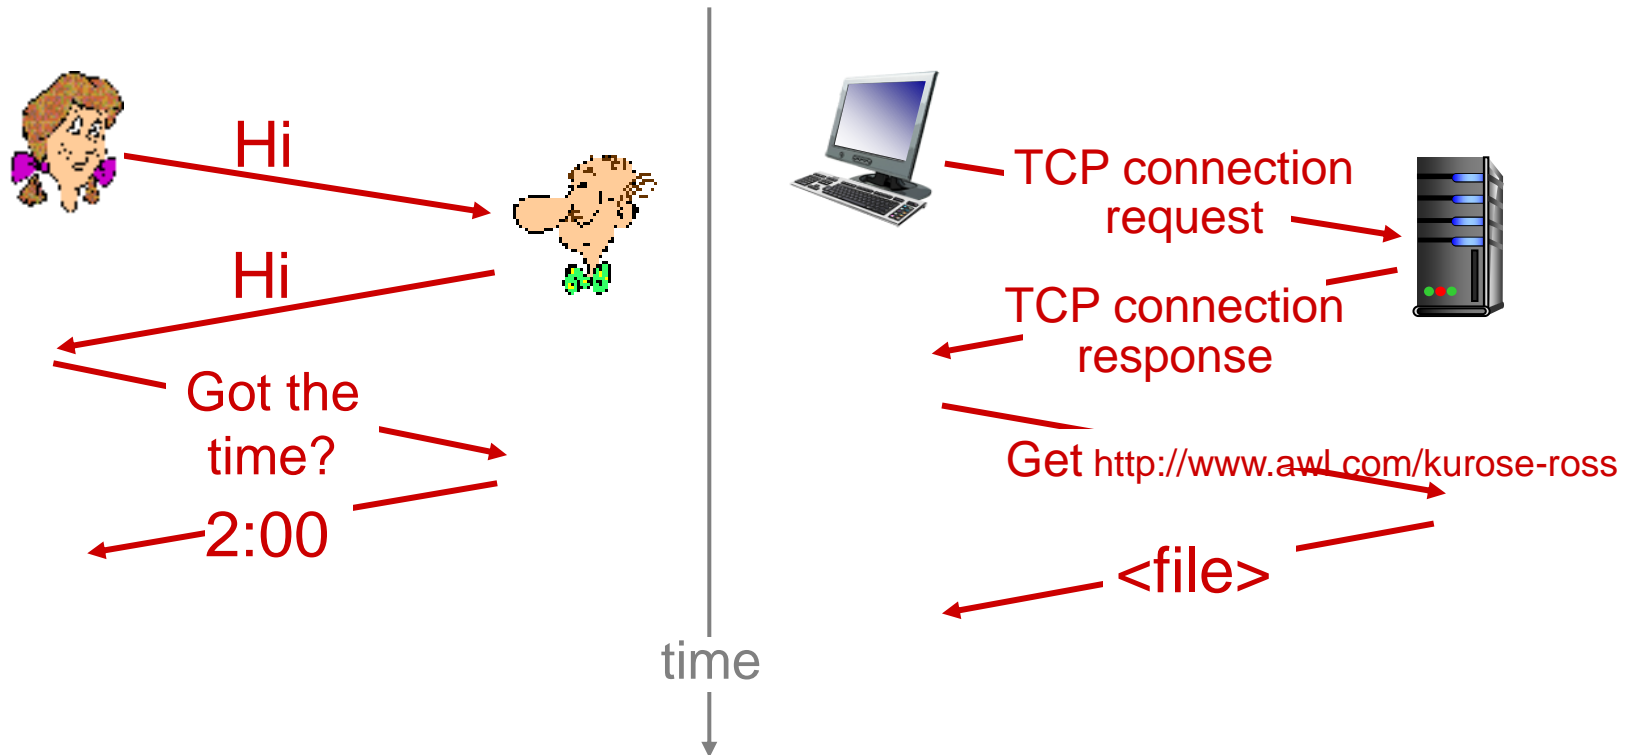 Hi
Hi
Got the
time?
2:00
TCP connection
request
TCP connection
response
Get http://www.awl.com/kurose-ross
<file>
time